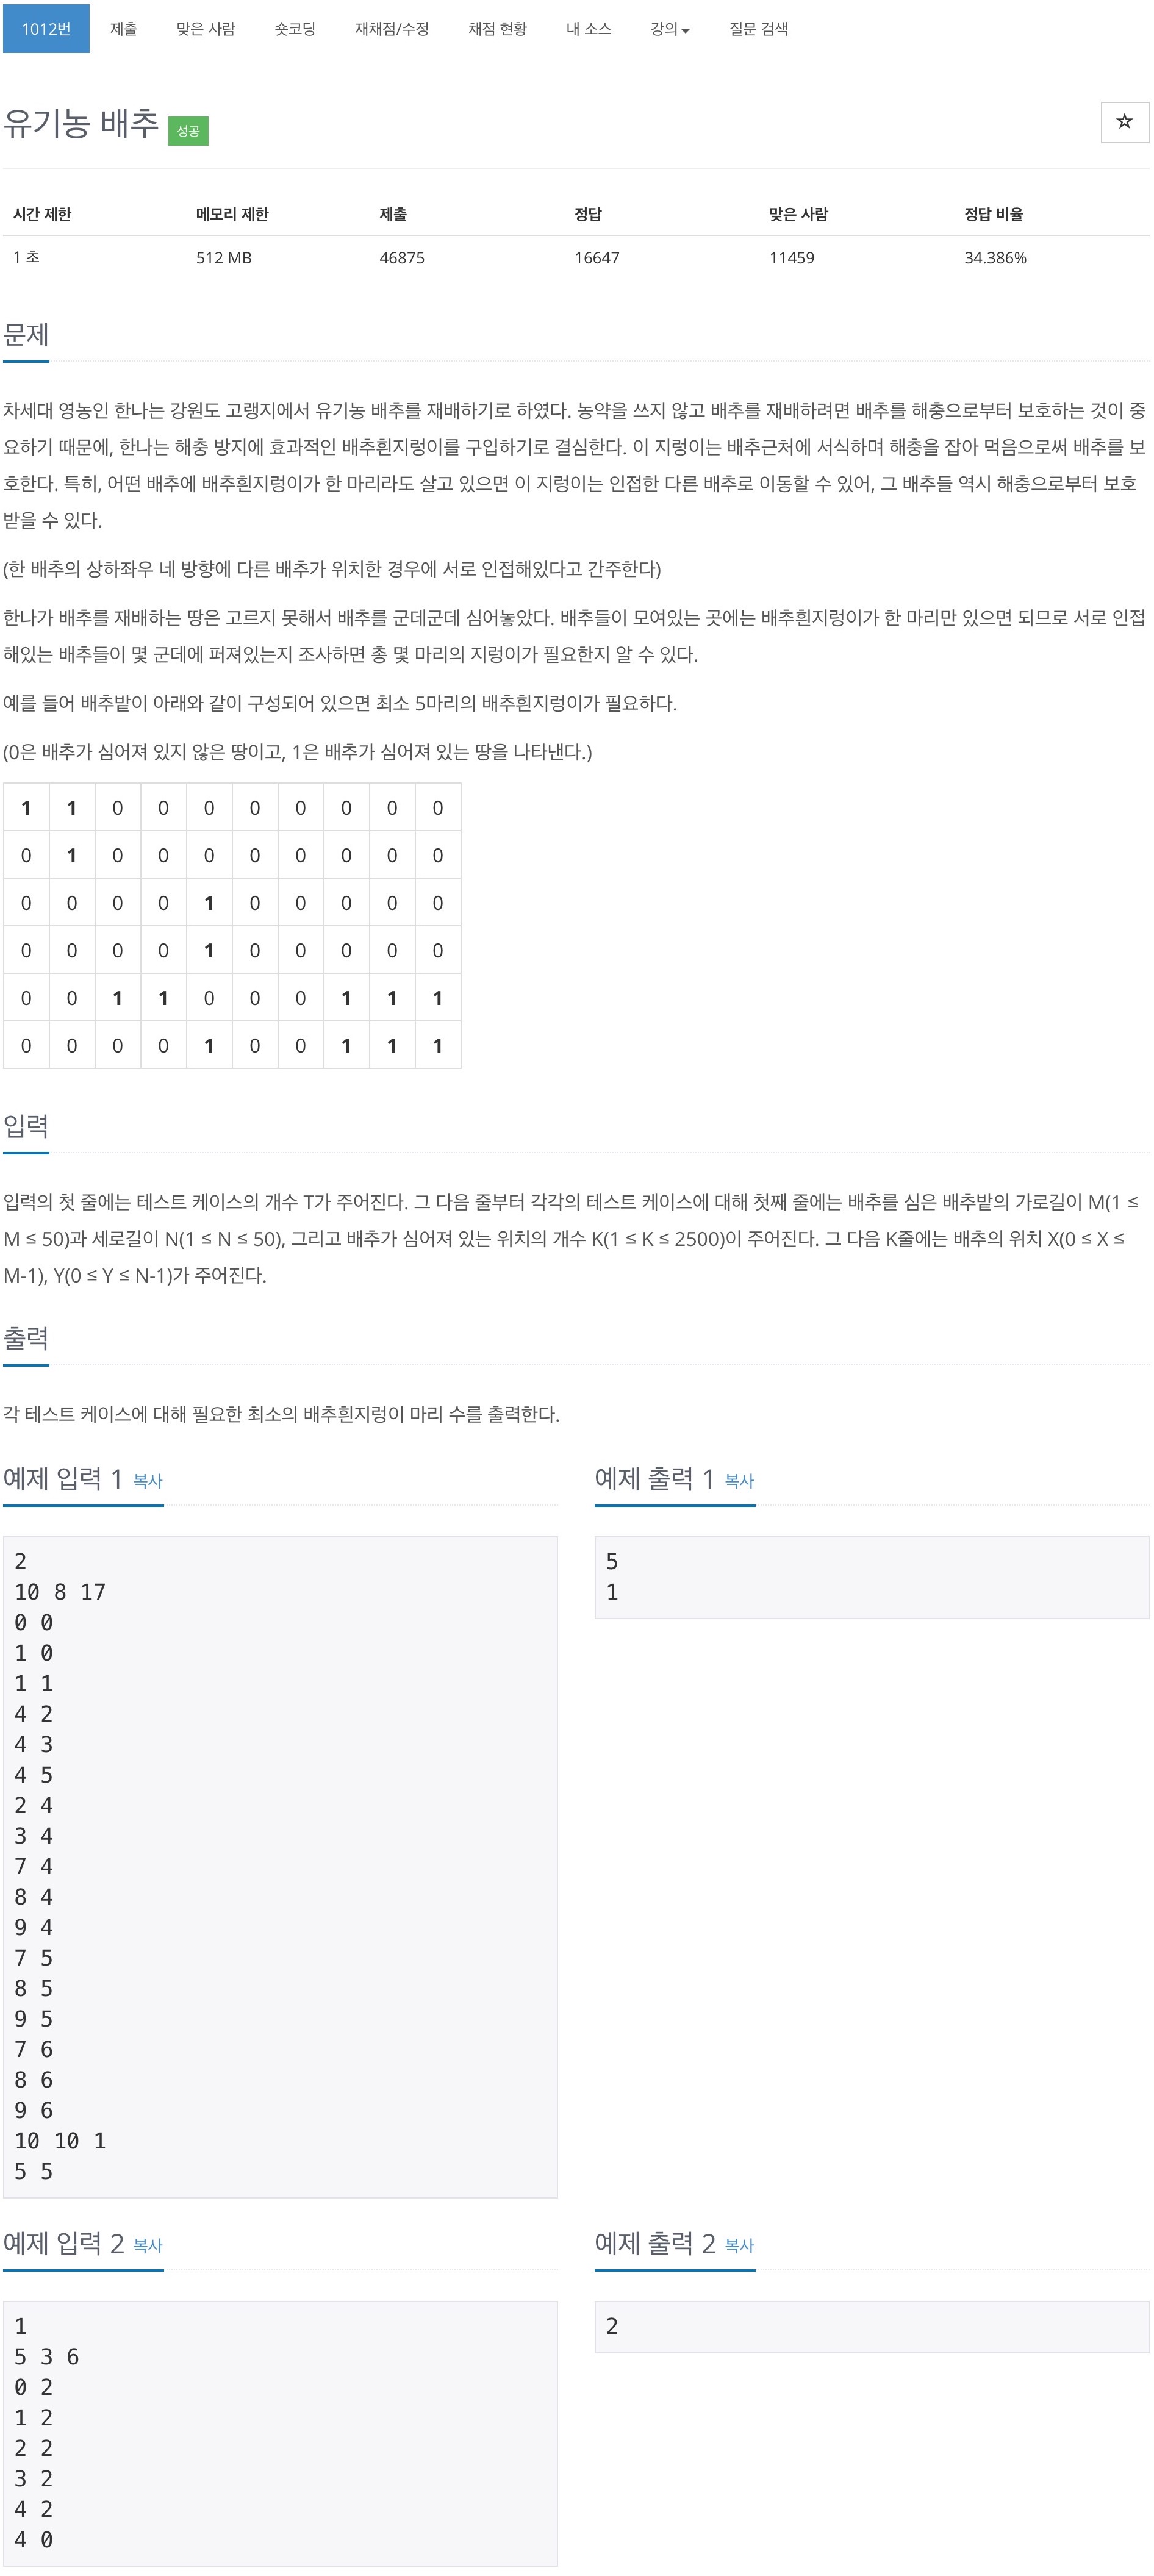 1012번 제출 맞은 사람 숏코딩 재채점/수정 채점 현황 내 소스 강의 질문 검색
유기농 배추 성공
시간 제한 메모리 제한 제출 정답 맞은 사람 정답 비율
1 초 512 MB 46875 16647 11459 34.386%
문제
차세대 영농인 한나는 강원도 고랭지에서 유기농 배추를 재배하기로 하였다. 농약을 쓰지 않고 배추를 재배하려면 배추를 해충으로부터 보호하는 것이 중
요하기 때문에, 한나는 해충 방지에 효과적인 배추흰지렁이를 구입하기로 결심한다. 이 지렁이는 배추근처에 서식하며 해충을 잡아 먹음으로써 배추를 보
호한다. 특히, 어떤 배추에 배추흰지렁이가 한 마리라도 살고 있으면 이 지렁이는 인접한 다른 배추로 이동할 수 있어, 그 배추들 역시 해충으로부터 보호
받을 수 있다.
(한 배추의 상하좌우 네 방향에 다른 배추가 위치한 경우에 서로 인접해있다고 간주한다)
한나가 배추를 재배하는 땅은 고르지 못해서 배추를 군데군데 심어놓았다. 배추들이 모여있는 곳에는 배추흰지렁이가 한 마리만 있으면 되므로 서로 인접
해있는 배추들이 몇 군데에 퍼져있는지 조사하면 총 몇 마리의 지렁이가 필요한지 알 수 있다.
예를 들어 배추밭이 아래와 같이 구성되어 있으면 최소 5마리의 배추흰지렁이가 필요하다.
(0은 배추가 심어져 있지 않은 땅이고, 1은 배추가 심어져 있는 땅을 나타낸다.)
1 1 0 0 0 0 0 0 0 0
0 1 0 0 0 0 0 0 0 0
0 0 0 0 1 0 0 0 0 0
0 0 0 0 1 0 0 0 0 0
0 0 1 1 0 0 0 1 1 1
0 0 0 0 1 0 0 1 1 1
입력
입력의 첫 줄에는 테스트 케이스의 개수 T가 주어진다. 그 다음 줄부터 각각의 테스트 케이스에 대해 첫째 줄에는 배추를 심은 배추밭의 가로길이 M(1 ≤
M ≤ 50)과 세로길이 N(1 ≤ N ≤ 50), 그리고 배추가 심어져 있는 위치의 개수 K(1 ≤ K ≤ 2500)이 주어진다. 그 다음 K줄에는 배추의 위치 X(0 ≤ X ≤
M-1), Y(0 ≤ Y ≤ N-1)가 주어진다.
출력
각 테스트 케이스에 대해 필요한 최소의 배추흰지렁이 마리 수를 출력한다.
예제 입력 1 복사
2
10 8 17
0 0
1 0
1 1
4 2
4 3
4 5
2 4
3 4
7 4
8 4
9 4
7 5
8 5
9 5
7 6
8 6
9 6
10 10 1
5 5
예제 출력 1 복사
5
1
예제 입력 2 복사
1
5 3 6
0 2
1 2
2 2
3 2
4 2
4 0
예제 출력 2 복사
2